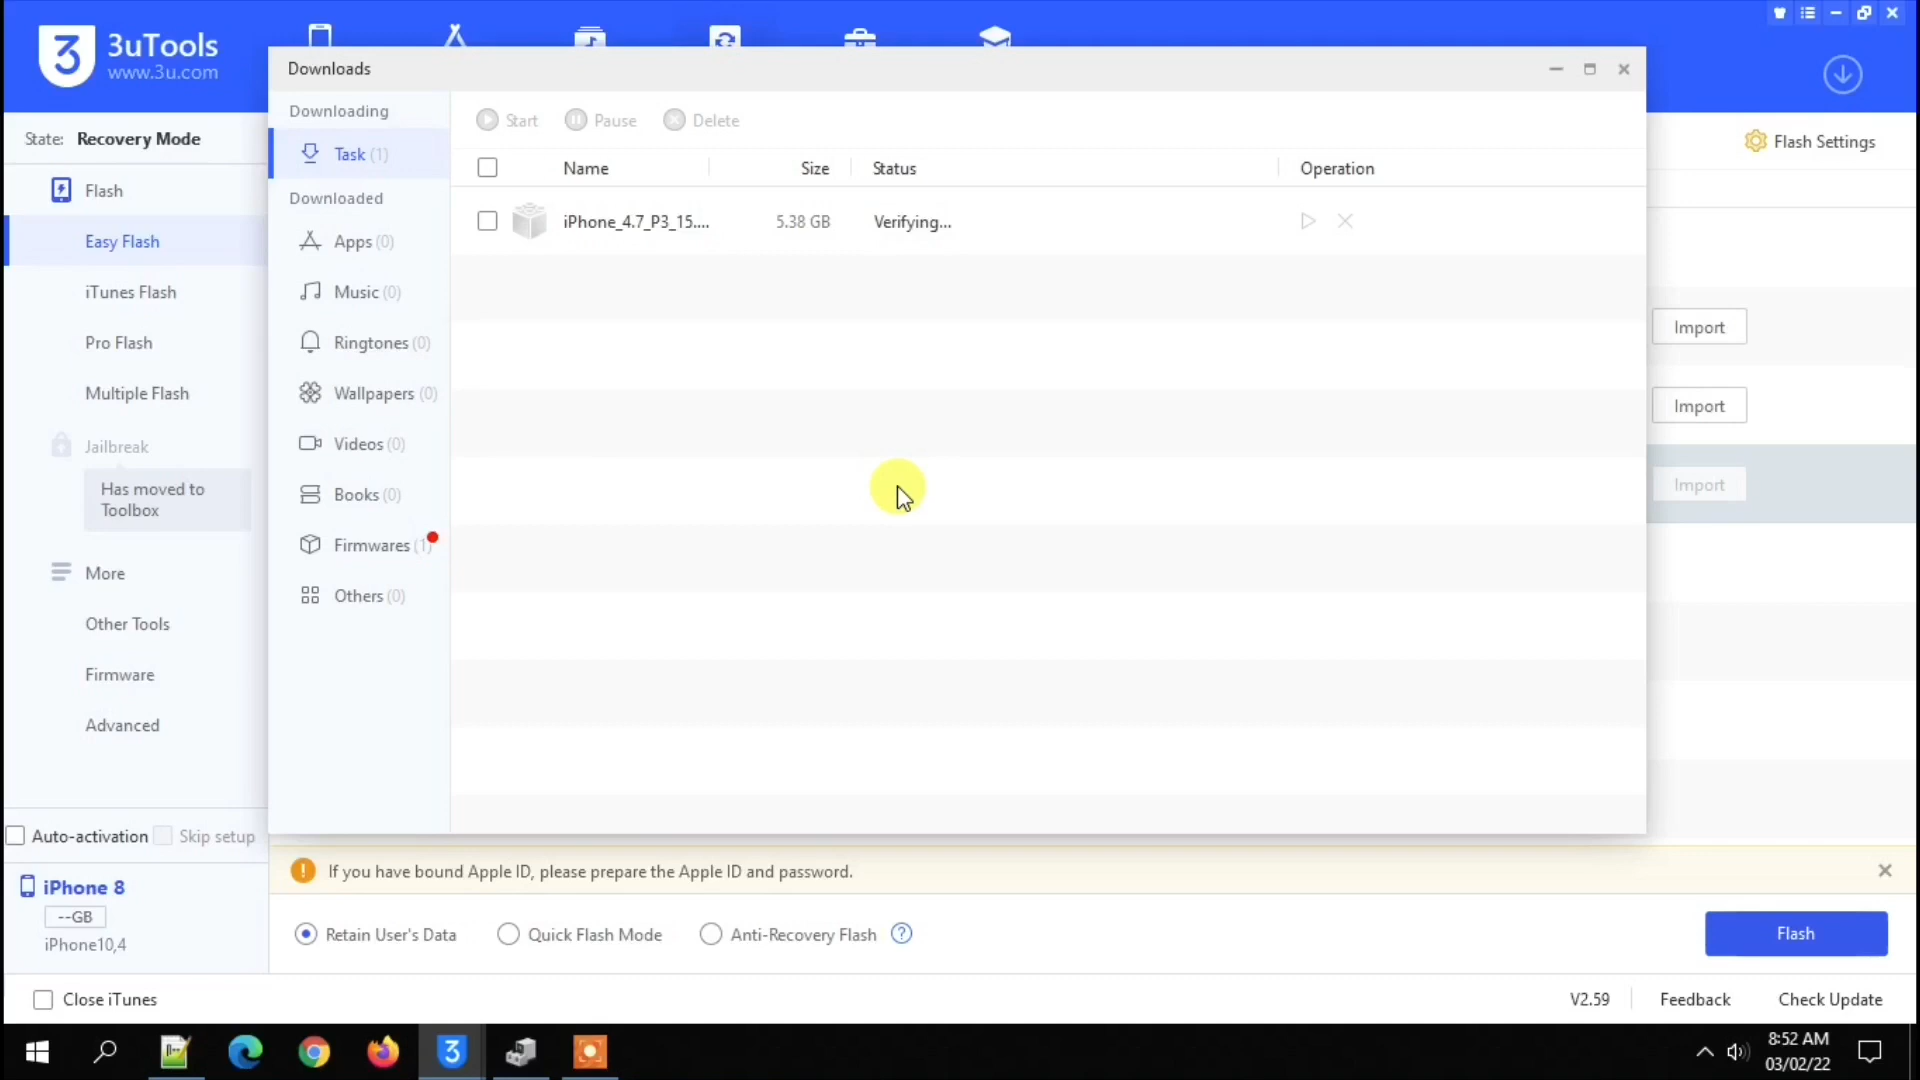 3uTools
www.3u.com
Downloads
State: Recovery Mode
Flash
Easy Flash
iTunes Flash
Pro Flash
Multiple Flash
Jailbreak
Has moved to
Toolbox
More
Other Tools
Firmware
Advanced
Auto-activation
Skip setup
iPhone 8
--GB
iPhone10,4
Close iTunes
Downloading
Task (1)
Downloaded
Apps (0)
Music (0)
Ringtones (0)
Wallpapers (0)
Videos (0)
Books (0)
Firmwares (1)
Others (0)
Start
Pause
Delete
Name
Size
Status
Operation
iPhone_4.7_P3_15....
5.38 GB
Verifying...
Flash Settings
Import
Import
Import
If you have bound Apple ID, please prepare the Apple ID and password.
Retain User's Data
Quick Flash Mode
Anti-Recovery Flash
Flash
V2.59
Feedback
Check Update
8:52 AM
03/02/22